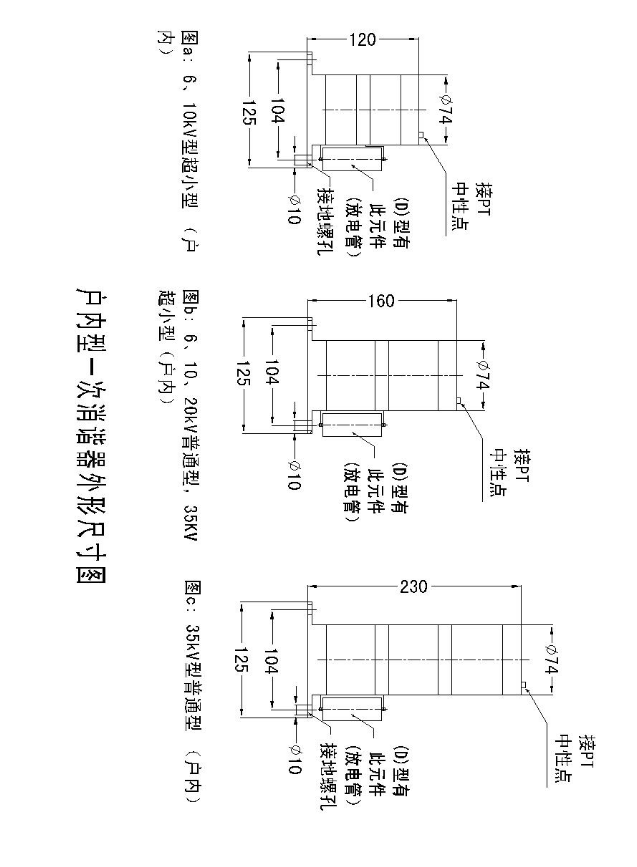 120
Ø74
104
125
Ø10
接PT
中性点
(D)型有
此元件
(放电管)
接地螺孔
图a: 6、10kV型超小型 （户
内）
160
Ø74
104
125
Ø10
接PT
中性点
(D)型有
此元件
(放电管)
图b: 6、10、20kV普通型, 35KV
超小型（户内）
230
Ø74
104
125
Ø10
接PT
中性点
(D)型有
此元件
(放电管)
接地螺孔
图c: 35kV型普通型 （户内）
户内型一次消谐器外形尺寸图